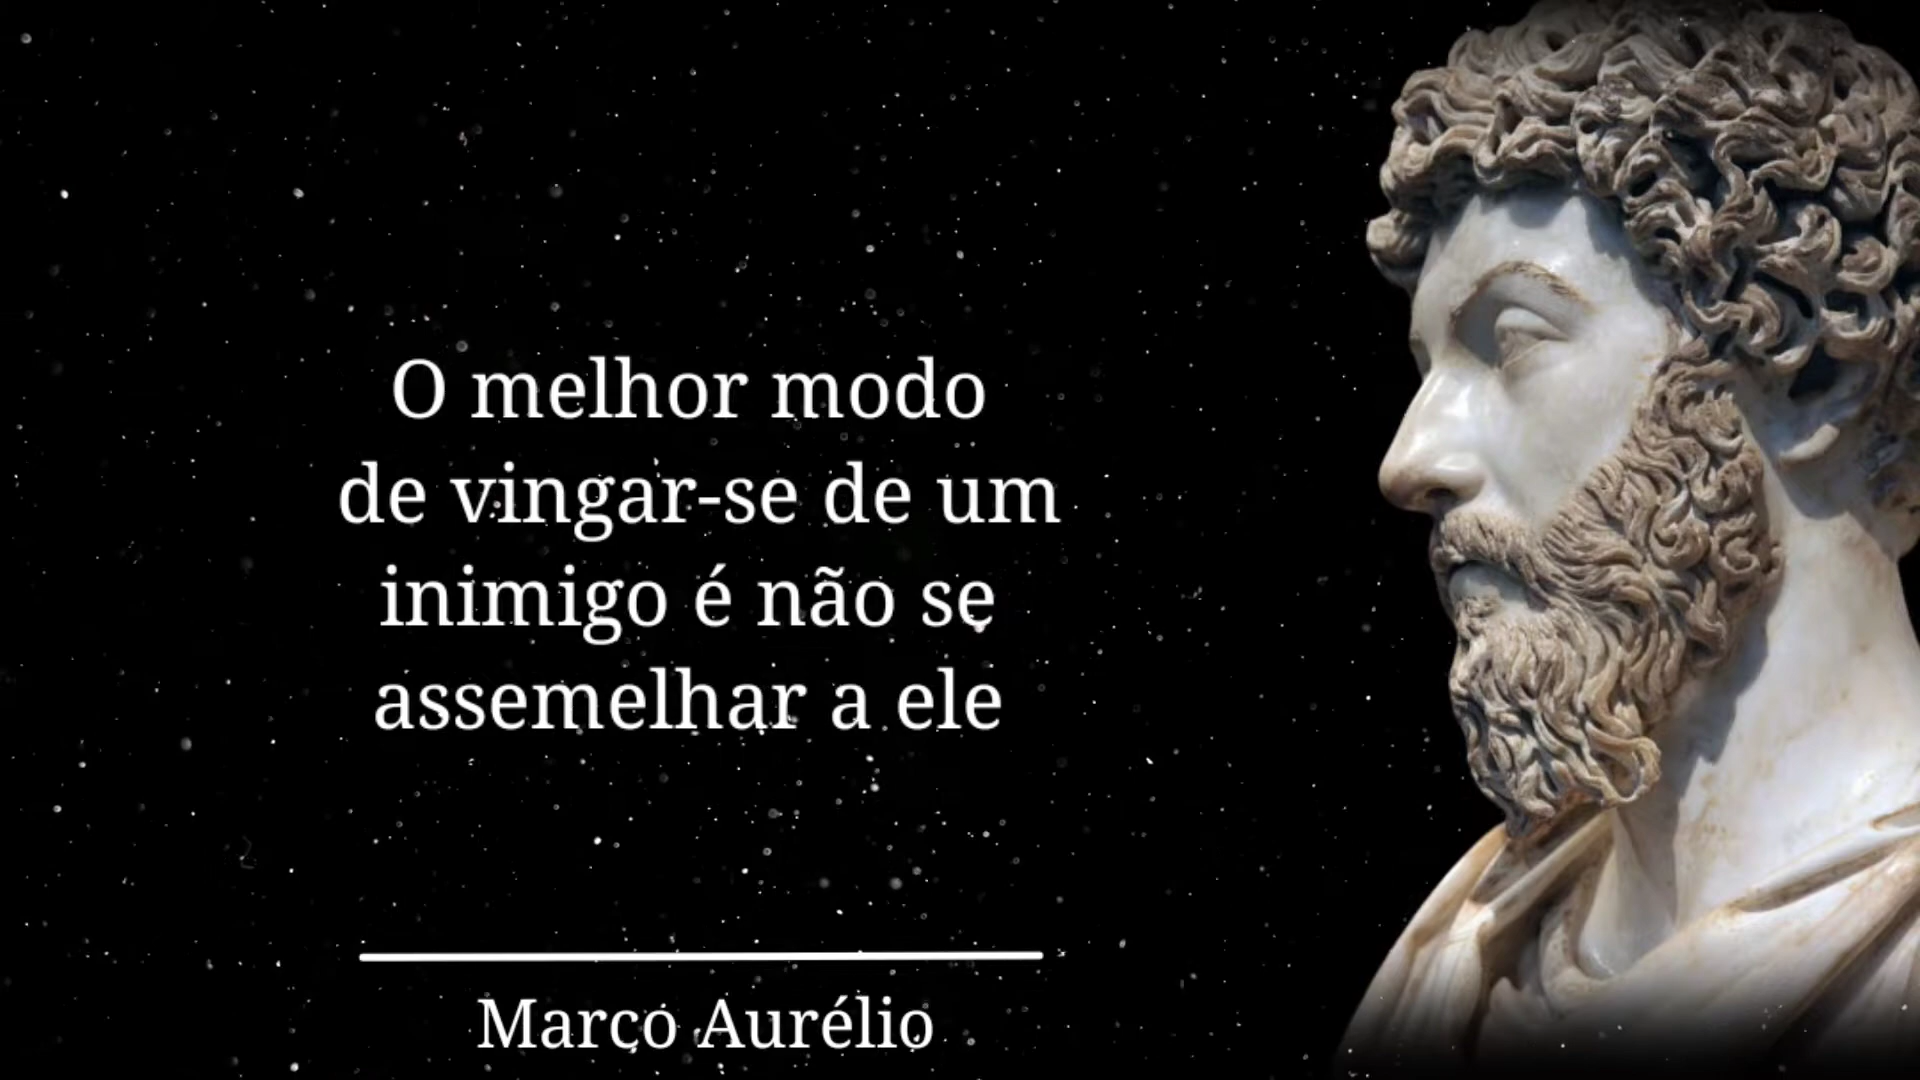 O melhor modo
de vingar-se de um
inimigo é não se
assemelhar a ele
Marco Aurélio